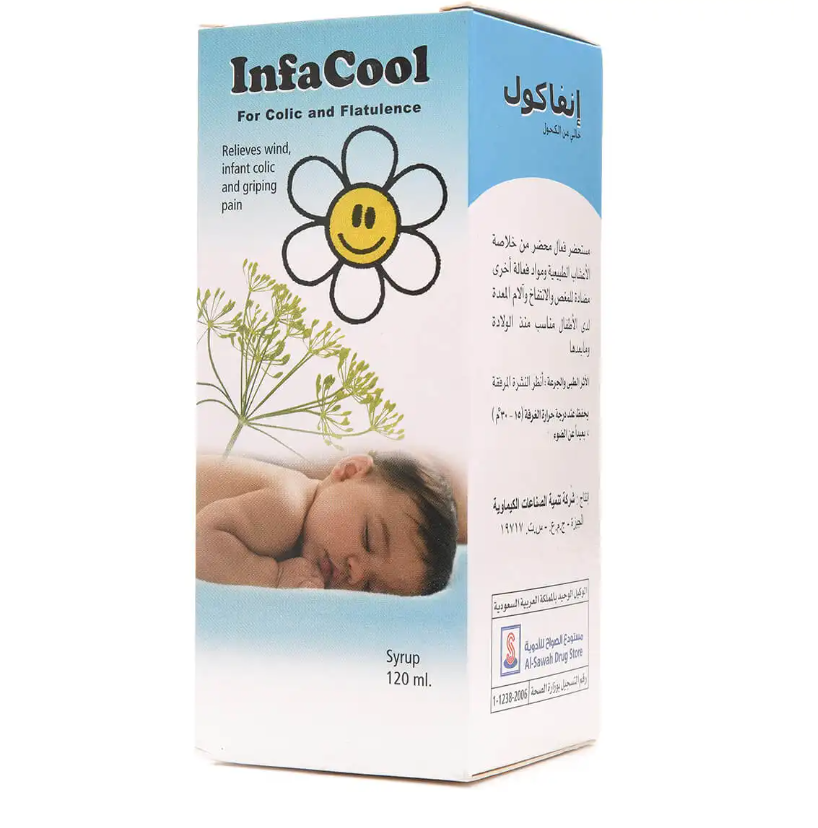 InfaCool
For Colic and Flatulence
Relieves wind,
infant colic
and griping
pain
Syrup
120 ml.
إنفاكول
خالي من الكحول
مستحضر فعال محضر من خلاصة
الأعشاب الطبيعية ومواد فعالة أخرى
مضادة للمغص والانتفاخ وآلام المعدة
لدى الأطفال مناسب منذ الولادة
ومابعدها
الأثر الطبي والجرعة : أنظر النشرة المرفقة
يحفظ عند درجة حرارة الغرفة (١٥ - ٣٠ °م)
، بعيداً عن الضوء
إنتاج : شركة تنمية الصناعات الكيماوية
الجيزة - ج.م.ع. - س.ت. ١٩٧١٧
الوكيل الوحيد بالمملكة العربية السعودية
مستودع الصواح للأدوية
Al-Sawah Drug Store
رقم التسجيل بوزارة الصحة 1-1238-2006